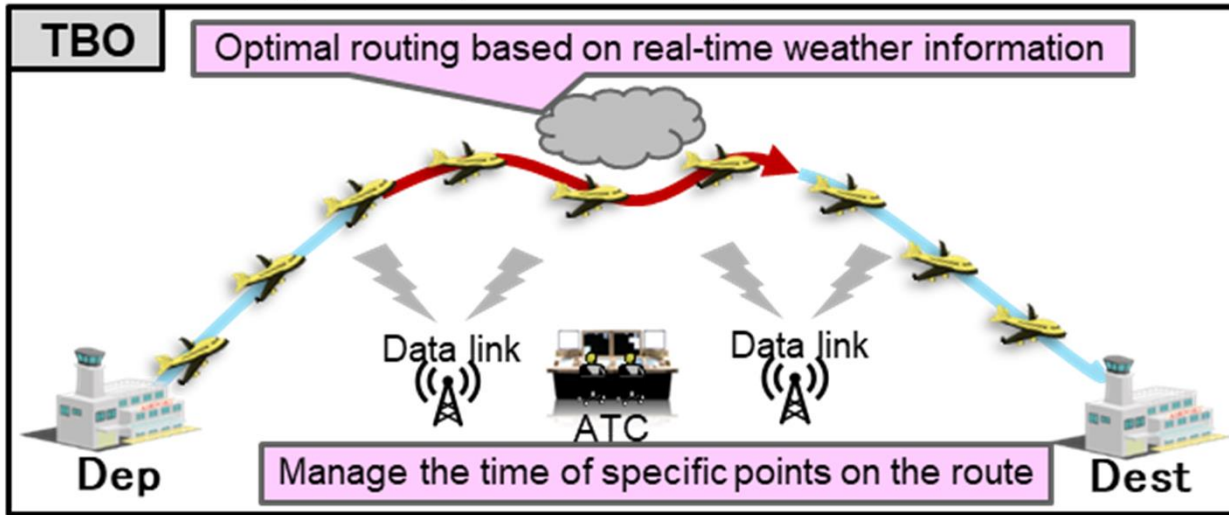 TBO
Optimal routing based on real-time weather information
Data link
Data link
ATC
Dep
Manage the time of specific points on the route
Dest